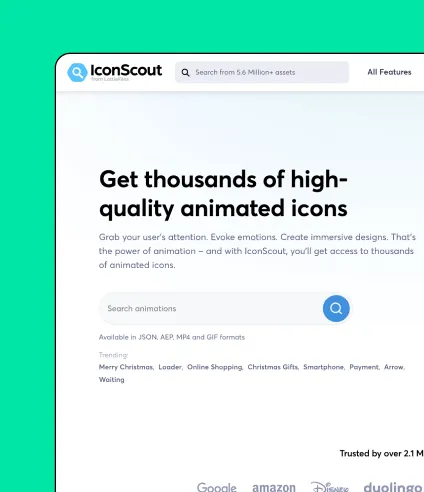 IconScout
from Lottiefiles
Search from 5.6 Million+ assets
All Features
Get thousands of high-
quality animated icons
Grab your user's attention. Evoke emotions. Create immersive designs. That's
the power of animation – and with IconScout, you'll get access to thousands
of animated icons.
Search animations
Available in JSON, AEP, MP4 and GIF formats
Trending:
Merry Christmas, Loader, Online Shopping, Christmas Gifts, Smartphone, Payment, Arrow,
Waiting
Trusted by over 2.1 M
Google amazon Disney duolingo